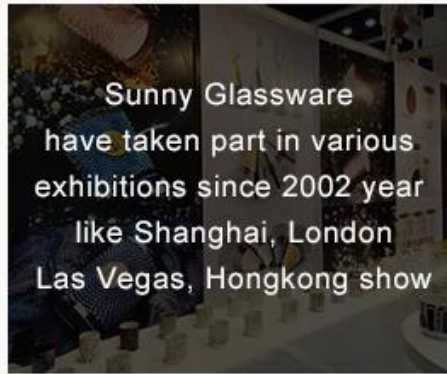 Sunny Glassware
have taken part in various
exhibitions since 2002 year
like Shanghai, London
Las Vegas, Hongkong show